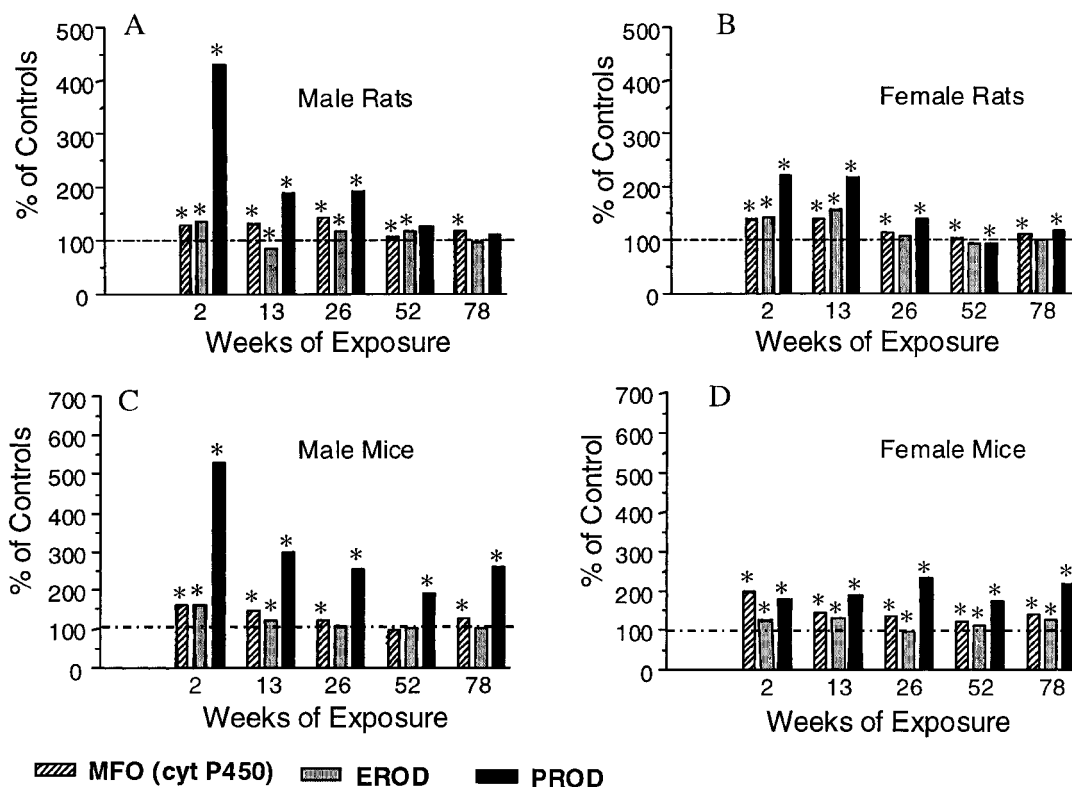 A
500
400
300
200
100
0
% of Controls
Male Rats
* * * * * * * * * * * *
2 13 26 52 78
Weeks of Exposure
B
500
400
300
200
100
0
% of Controls
Female Rats
* * * * * * * * * * * * *
2 13 26 52 78
Weeks of Exposure
C
700
600
500
400
300
200
100
0
% of Controls
Male Mice
* * * * * * * * * *
2 13 26 52 78
Weeks of Exposure
D
700
600
500
400
300
200
100
0
% of Control
Female Mice
* * * * * * * * * * * * * * *
2 13 26 52 78
Weeks of Exposure
MFO (cyt P450) EROD PROD